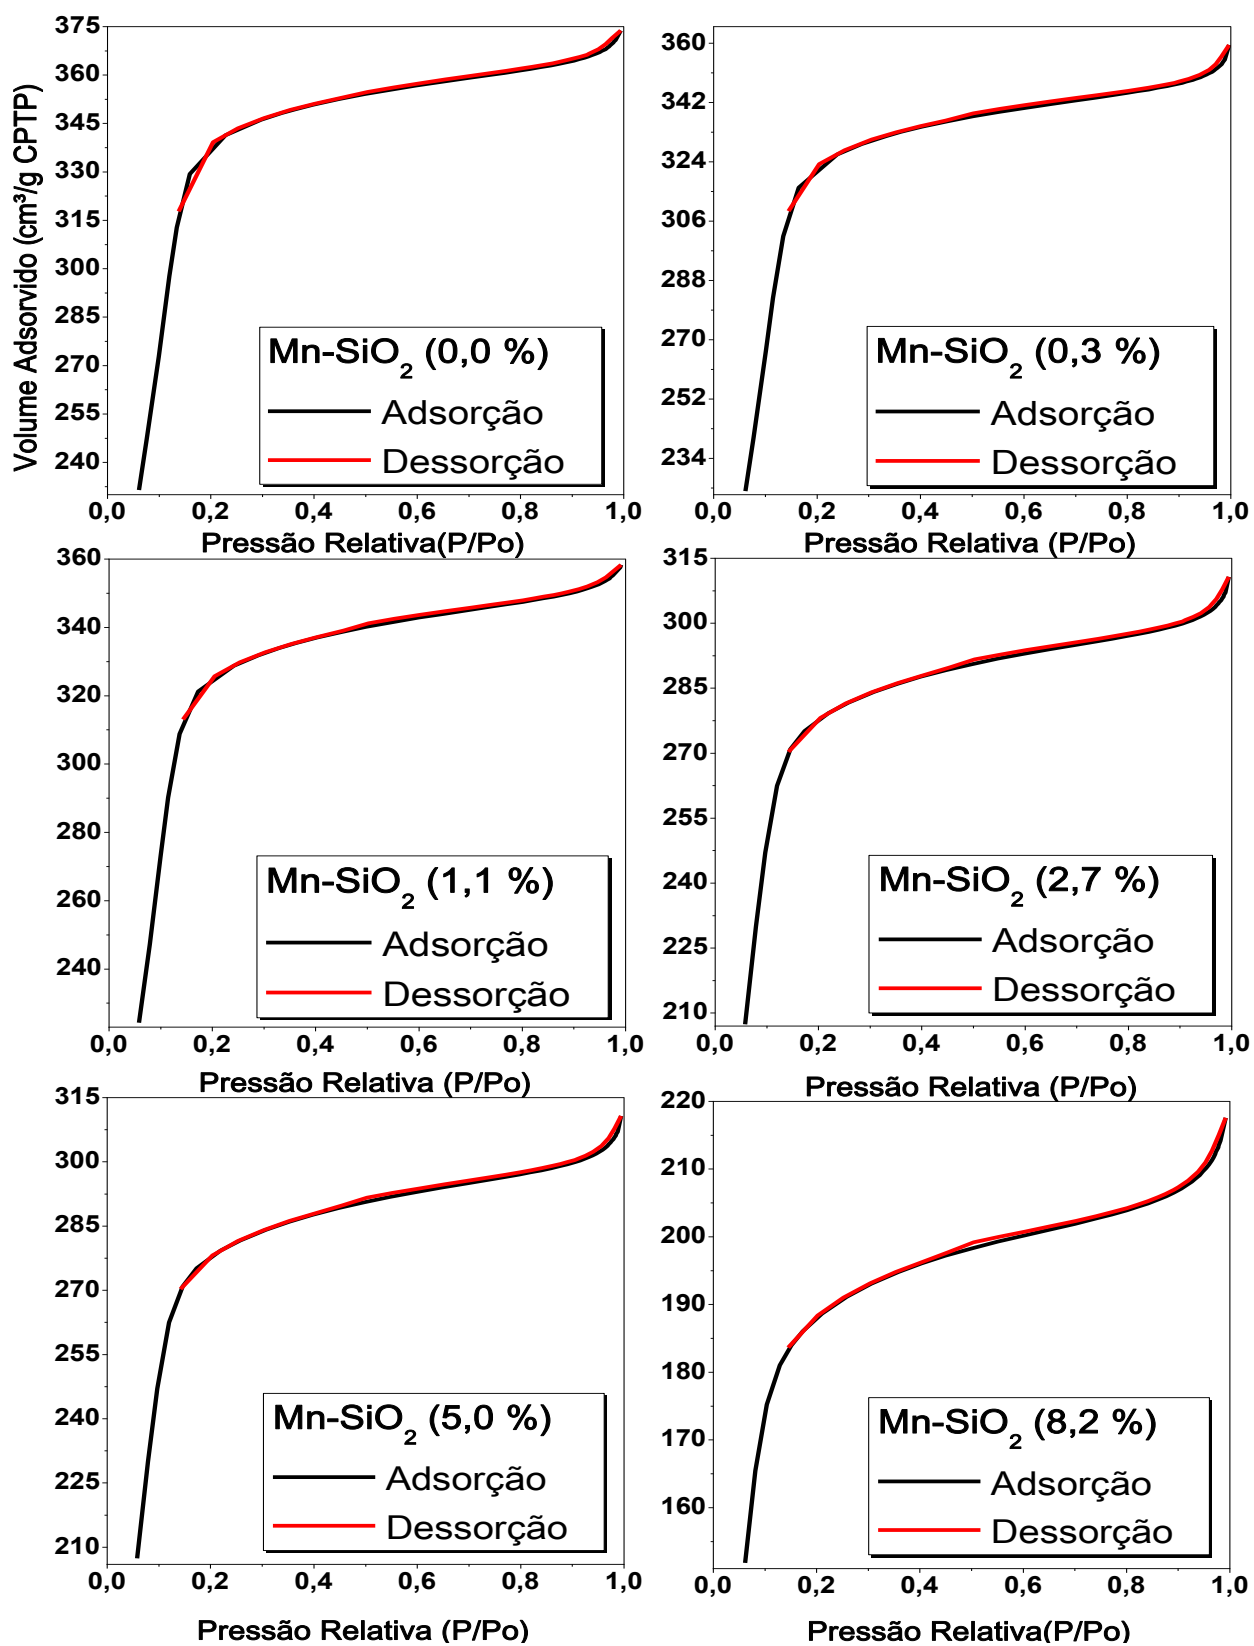 Volume Adsorvido (cm³/g CPTP)
375
360
345
330
315
300
285
270
255
240
Mn-SiO2 (0,0 %)
Adsorção
Dessorção
0,0 0,2 0,4 0,6 0,8 1,0
Pressão Relativa(P/Po)
360
342
324
306
288
270
252
234
Mn-SiO2 (0,3 %)
Adsorção
Dessorção
0,0 0,2 0,4 0,6 0,8 1,0
Pressão Relativa (P/Po)
360
340
320
300
280
260
240
Mn-SiO2 (1,1 %)
Adsorção
Dessorção
0,0 0,2 0,4 0,6 0,8 1,0
Pressão Relativa (P/Po)
315
300
285
270
255
240
225
210
Mn-SiO2 (2,7 %)
Adsorção
Dessorção
0,0 0,2 0,4 0,6 0,8 1,0
Pressão Relativa (P/Po)
315
300
285
270
255
240
225
210
Mn-SiO2 (5,0 %)
Adsorção
Dessorção
0,0 0,2 0,4 0,6 0,8 1,0
Pressão Relativa (P/Po)
220
210
200
190
180
170
160
Mn-SiO2 (8,2 %)
Adsorção
Dessorção
0,0 0,2 0,4 0,6 0,8 1,0
Pressão Relativa(P/Po)